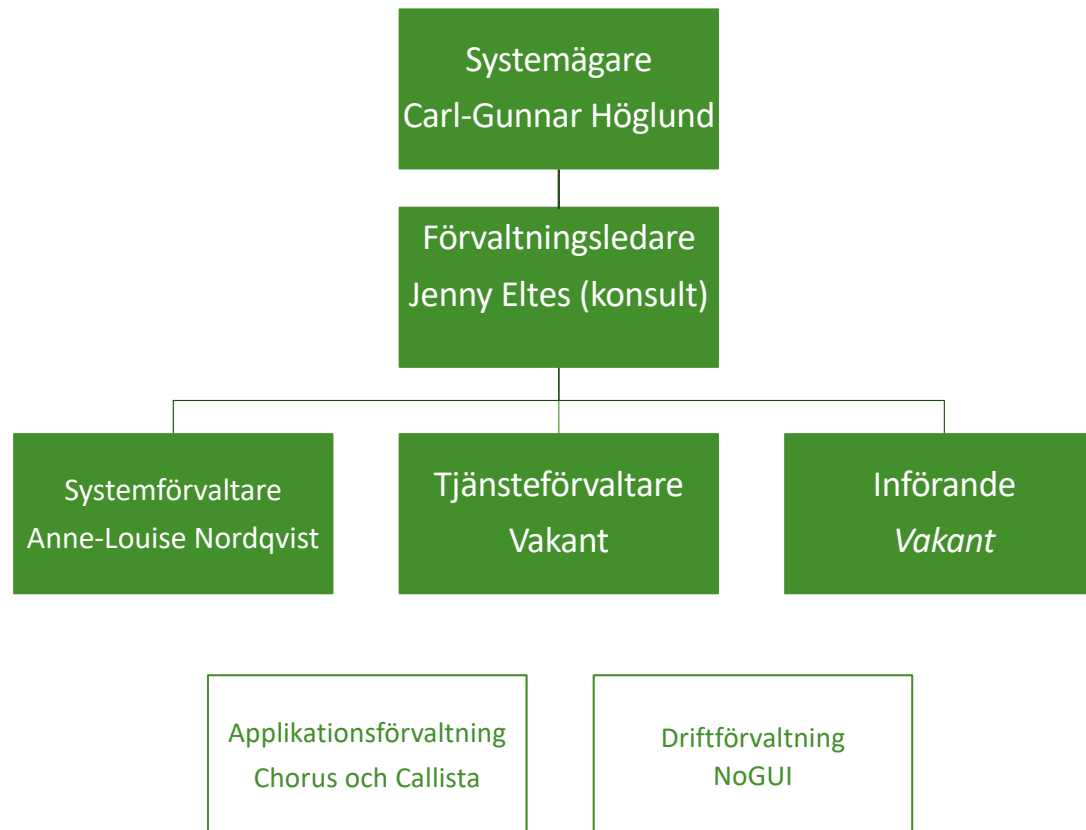 Systemägare
Carl-Gunnar Höglund
Förvaltningsledare
Jenny Eltes (konsult)
Systemförvaltare
Anne-Louise Nordqvist
Tjänsteförvaltare
Vakant
Införande
Vakant
Applikationsförvaltning
Chorus och Callista
Driftförvaltning
NoGUI